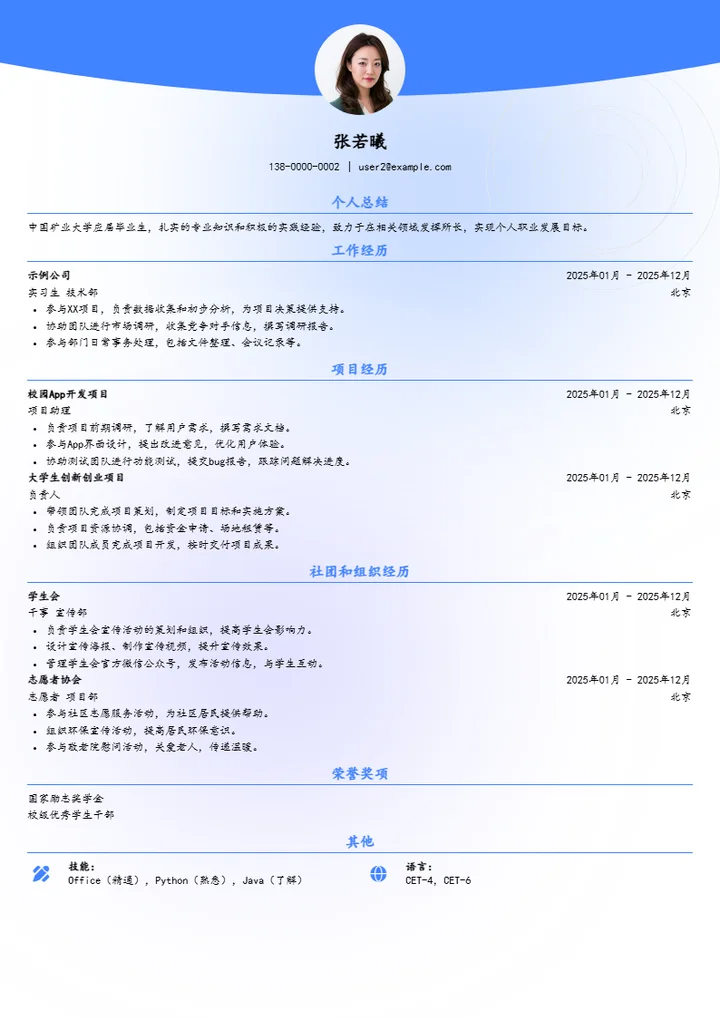 张若曦
138-0000-0002 | user2@example.com
个人总结
中国矿业大学应届毕业生，扎实的专业知识和积极的实践经验，致力于在相关领域发挥所长，实现个人职业发展目标。
工作经历
示例公司 2025年01月 - 2025年12月
实习生 技术部 北京
• 参与XX项目，负责数据收集和初步分析，为项目决策提供支持。
• 协助团队进行市场调研，收集竞争对手信息，撰写调研报告。
• 参与部门日常事务处理，包括文件整理、会议记录等。
项目经历
校园App开发项目 2025年01月 - 2025年12月
项目助理 北京
• 负责项目前期调研，了解用户需求，撰写需求文档。
• 参与App界面设计，提出改进意见，优化用户体验。
• 协助测试团队进行功能测试，提交bug报告，跟踪问题解决进度。
大学生创新创业项目 2025年01月 - 2025年12月
负责人 北京
• 带领团队完成项目策划，制定项目目标和实施方案。
• 负责项目资源协调，包括资金申请、场地租赁等。
• 组织团队成员完成项目开发，按时交付项目成果。
社团和组织经历
学生会 2025年01月 - 2025年12月
干事 宣传部 北京
• 负责学生会宣传活动的策划和组织，提高学生会影响力。
• 设计宣传海报、制作宣传视频，提升宣传效果。
• 管理学生会官方微信公众号，发布活动信息，与学生互动。
志愿者协会 2025年01月 - 2025年12月
志愿者 项目部 北京
• 参与社区志愿服务活动，为社区居民提供帮助。
• 组织环保宣传活动，提高居民环保意识。
• 参与敬老院慰问活动，关爱老人，传递温暖。
荣誉奖项
国家励志奖学金
校级优秀学生干部
其他
技能： 语言：
Office（精通）, Python（熟悉）, Java（了解） CET-4, CET-6